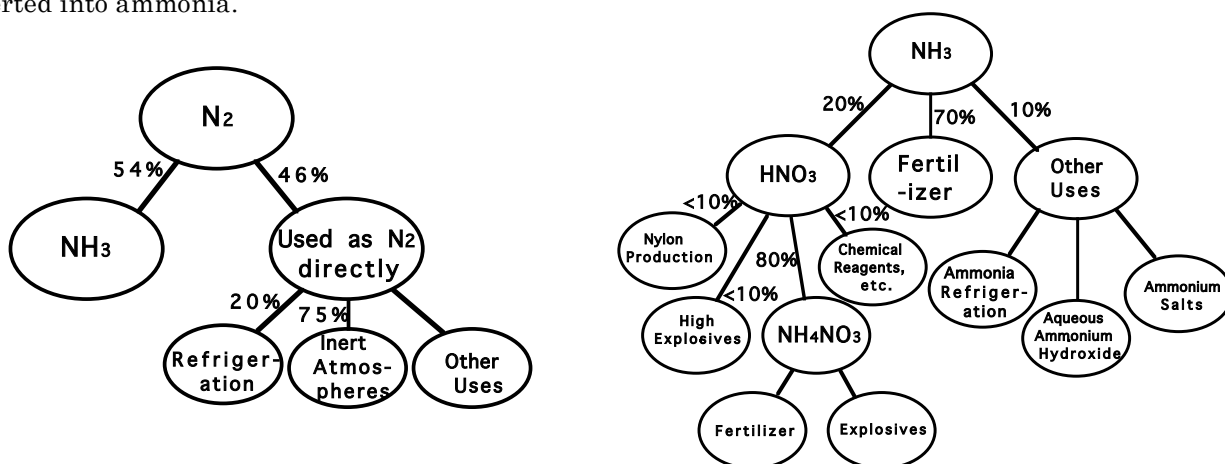 erted into ammonia.
N2
54%
46%
NH3
Used as N2
directly
20%
75%
Refriger-
ation
Inert
Atmos-
pheres
Other
Uses
NH3
20%
70%
10%
HNO3
Fertil
-izer
Other
Uses
<10%
<10%
Nylon
Production
80%
<10%
Chemical
Reagents,
etc.
High
Explosives
NH4NO3
Ammonia
Refriger-
ation
Aqueous
Ammonium
Hydroxide
Ammonium
Salts
Fertilizer
Explosives